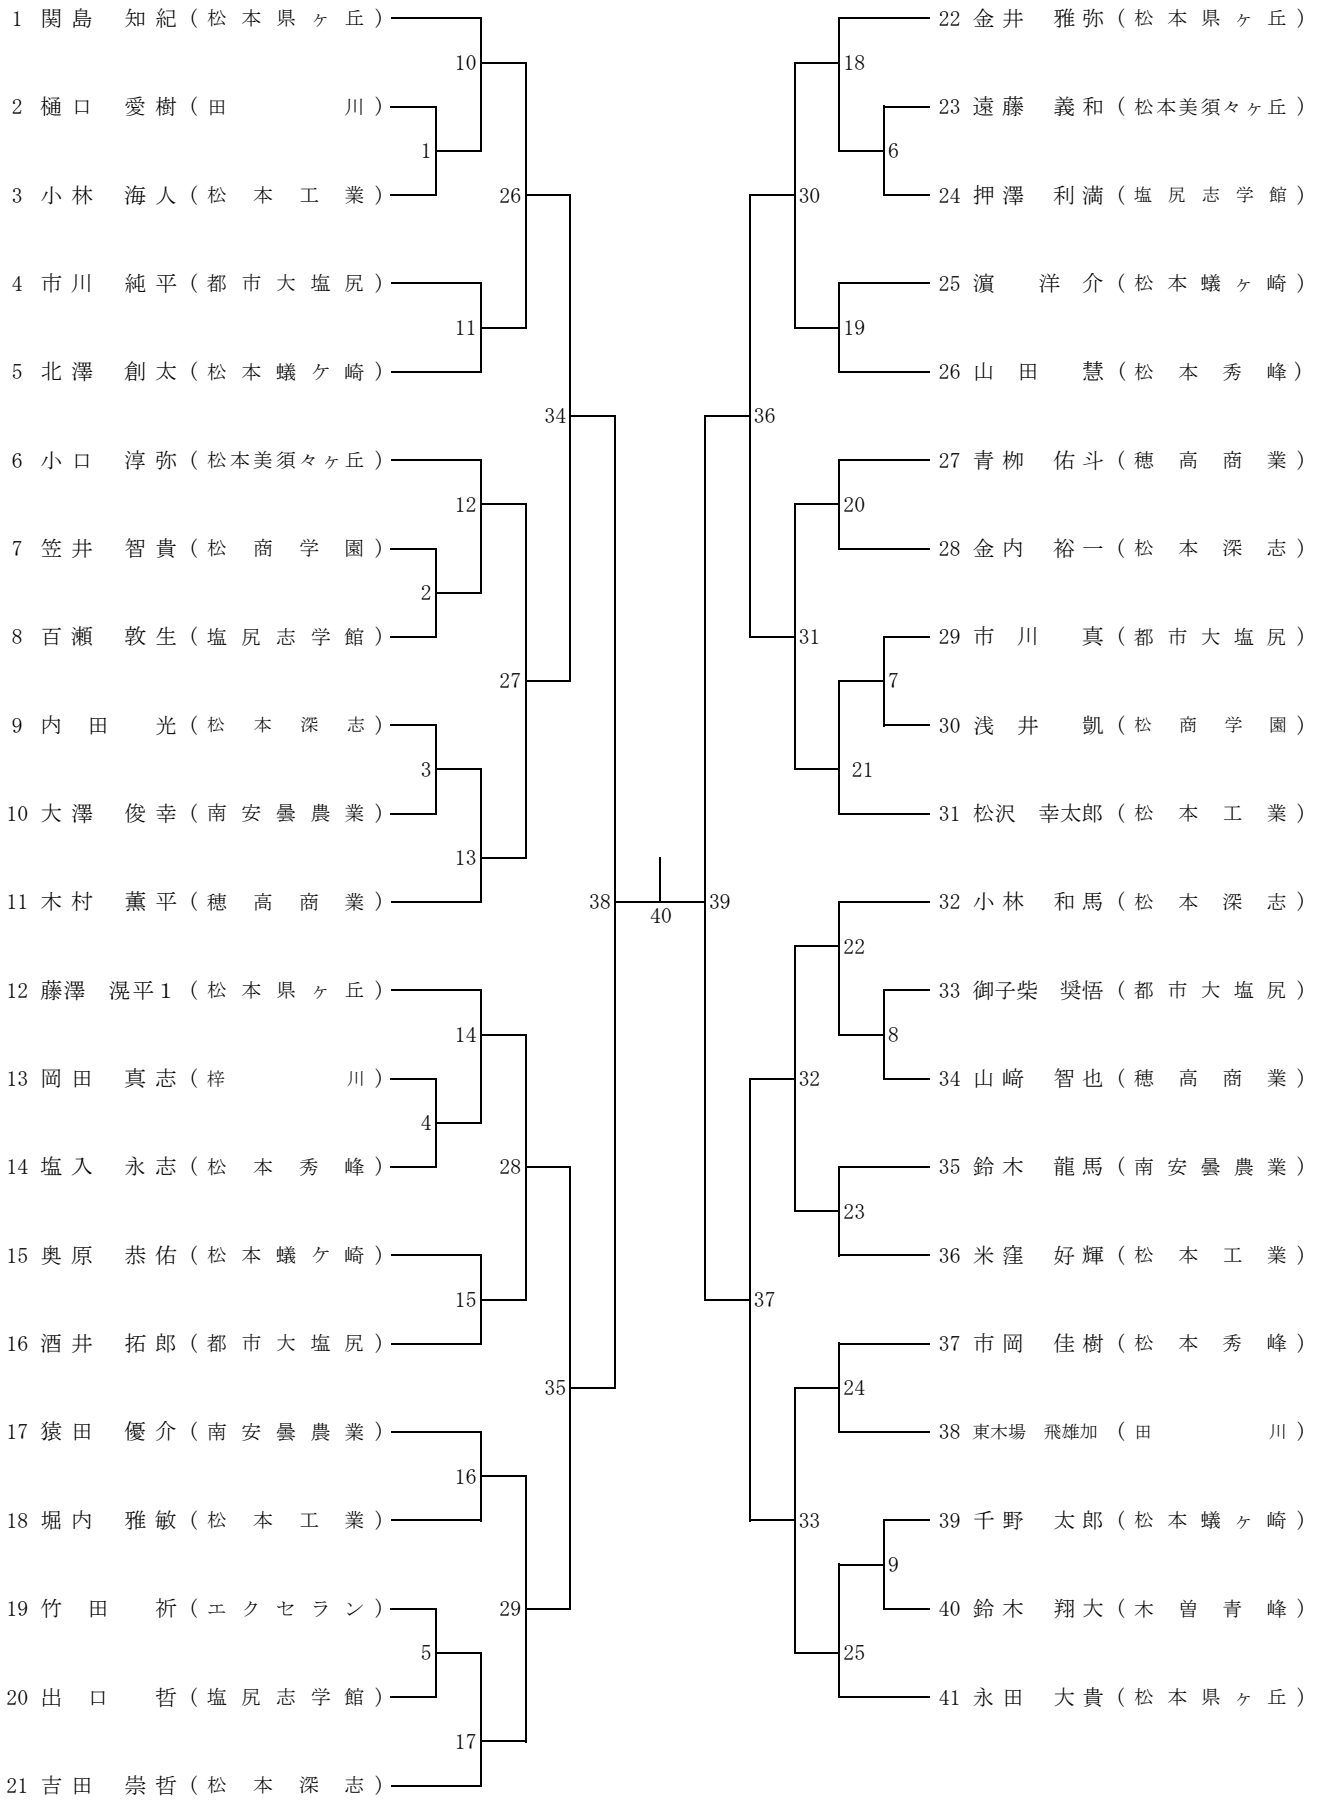 1 関島 知紀(松本県ヶ丘)
10
2 樋口 愛樹(田川)
1
3 小林 海人(松本工業)
26
4 市川 純平(都市大塩尻)
11
5 北澤 創太(松本蟻ケ崎)
34
6 小口 淳弥(松本美須々ヶ丘)
12
7 笠井 智貴(松商学園)
2
8 百瀬 敦生(塩尻志学館)
27
9 内田 光(松本深志)
3
10 大澤 俊幸(南安曇農業)
13
11 木村 薫平(穂高商業)
38
12 藤澤 滉平1(松本県ヶ丘)
14
13 岡田 真志(梓川)
4
14 塩入 永志(松本秀峰)
28
15 奥原 恭佑(松本蟻ケ崎)
15
16 酒井 拓郎(都市大塩尻)
35
17 猿田 優介(南安曇農業)
16
18 堀内 雅敏(松本工業)
19 竹田 祈(エクセラン)
29
5
20 出口 哲(塩尻志学館)
17
21 吉田 崇哲(松本深志)
40
22 金井 雅弥(松本県ヶ丘)
18
23 遠藤 義和(松本美須々ヶ丘)
6
24 押澤 利満(塩尻志学館)
30
25 濵 洋介(松本蟻ヶ崎)
19
26 山田 慧(松本秀峰)
36
27 青栁 佑斗(穂高商業)
20
28 金内 裕一(松本深志)
31
29 市川 真(都市大塩尻)
7
30 浅井 凱(松商学園)
21
31 松沢 幸太郎(松本工業)
39
32 小林 和馬(松本深志)
22
33 御子柴 奨悟(都市大塩尻)
8
34 山﨑 智也(穂高商業)
32
35 鈴木 龍馬(南安曇農業)
23
36 米窪 好輝(松本工業)
37
37 市岡 佳樹(松本秀峰)
24
38 東木場 飛雄加(田川)
39 千野 太郎(松本蟻ヶ崎)
33
9
40 鈴木 翔大(木曽青峰)
25
41 永田 大貴(松本県ヶ丘)